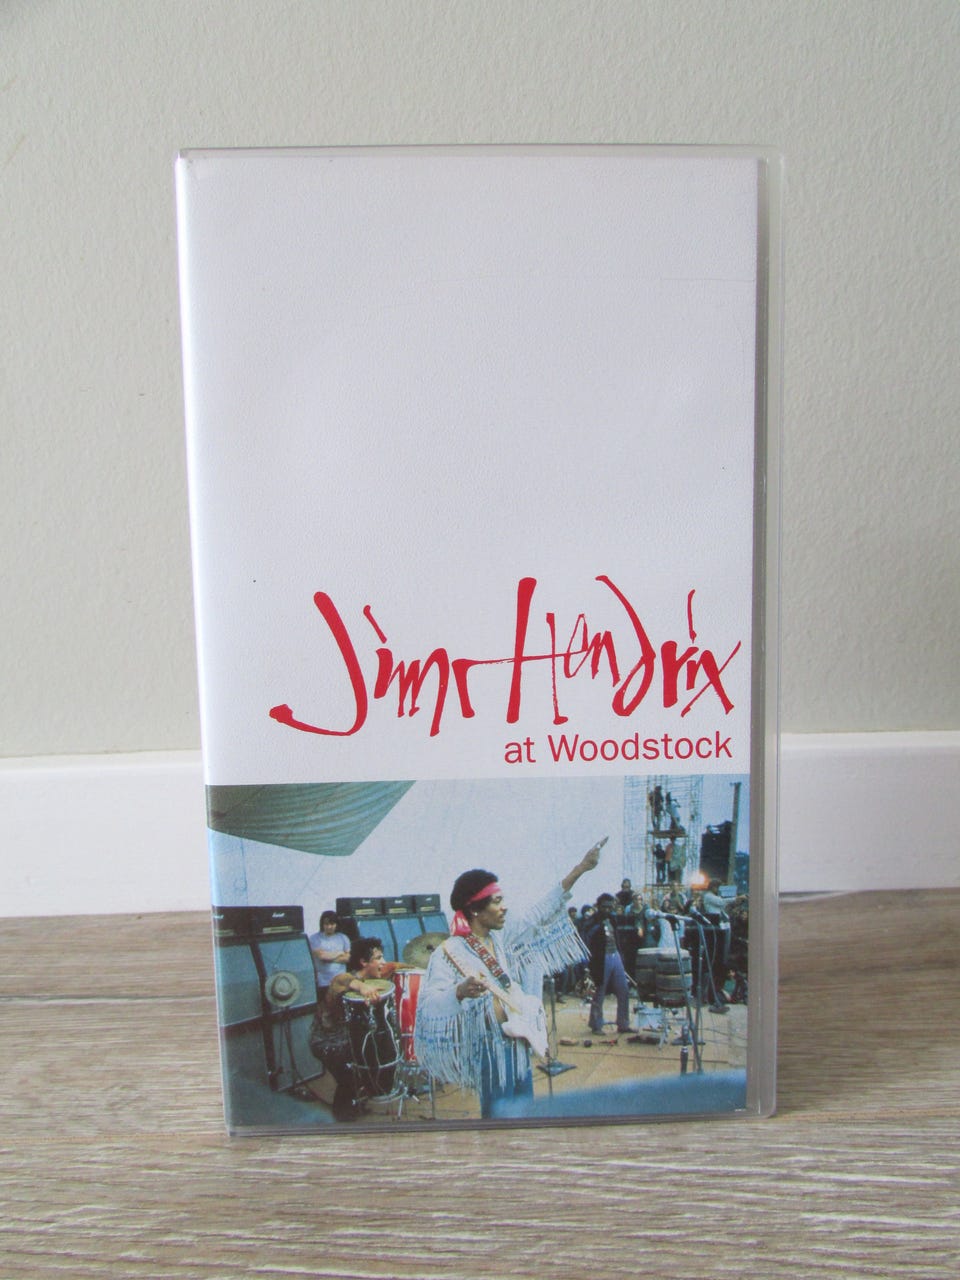 Jimi Hendrix
at Woodstock